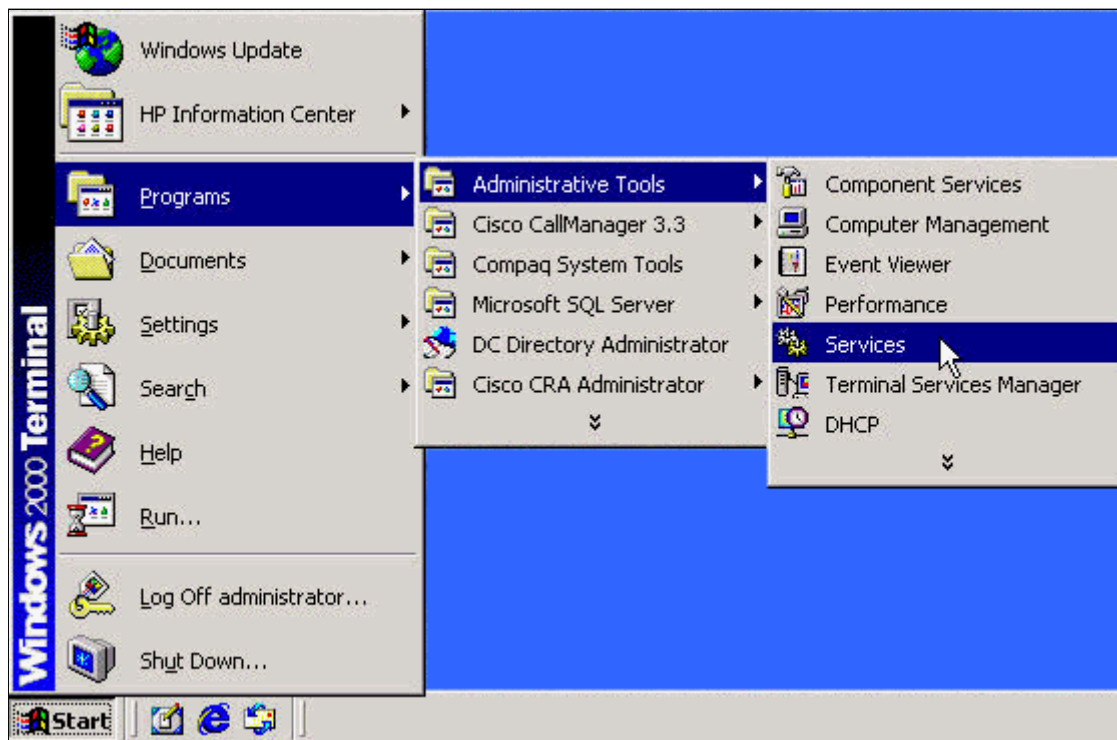 Windows Update
HP Information Center
Programs
Documents
Settings
Search
Help
Run...
Log Off administrator...
Shut Down...
Windows 2000 Terminal
Administrative Tools
Cisco CallManager 3.3
Compaq System Tools
Microsoft SQL Server
DC Directory Administrator
Cisco CRA Administrator
Component Services
Computer Management
Event Viewer
Performance
Services
Terminal Services Manager
DHCP
Start